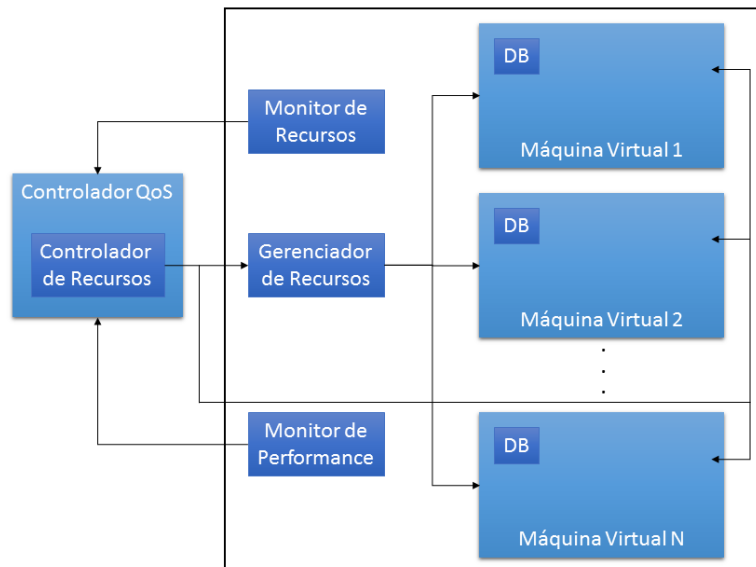 DB
Máquina Virtual 1
Monitor de
Recursos
Controlador QoS
Controlador
de Recursos
Gerenciador
de Recursos
DB
Máquina Virtual 2
Monitor de
Performance
DB
Máquina Virtual N